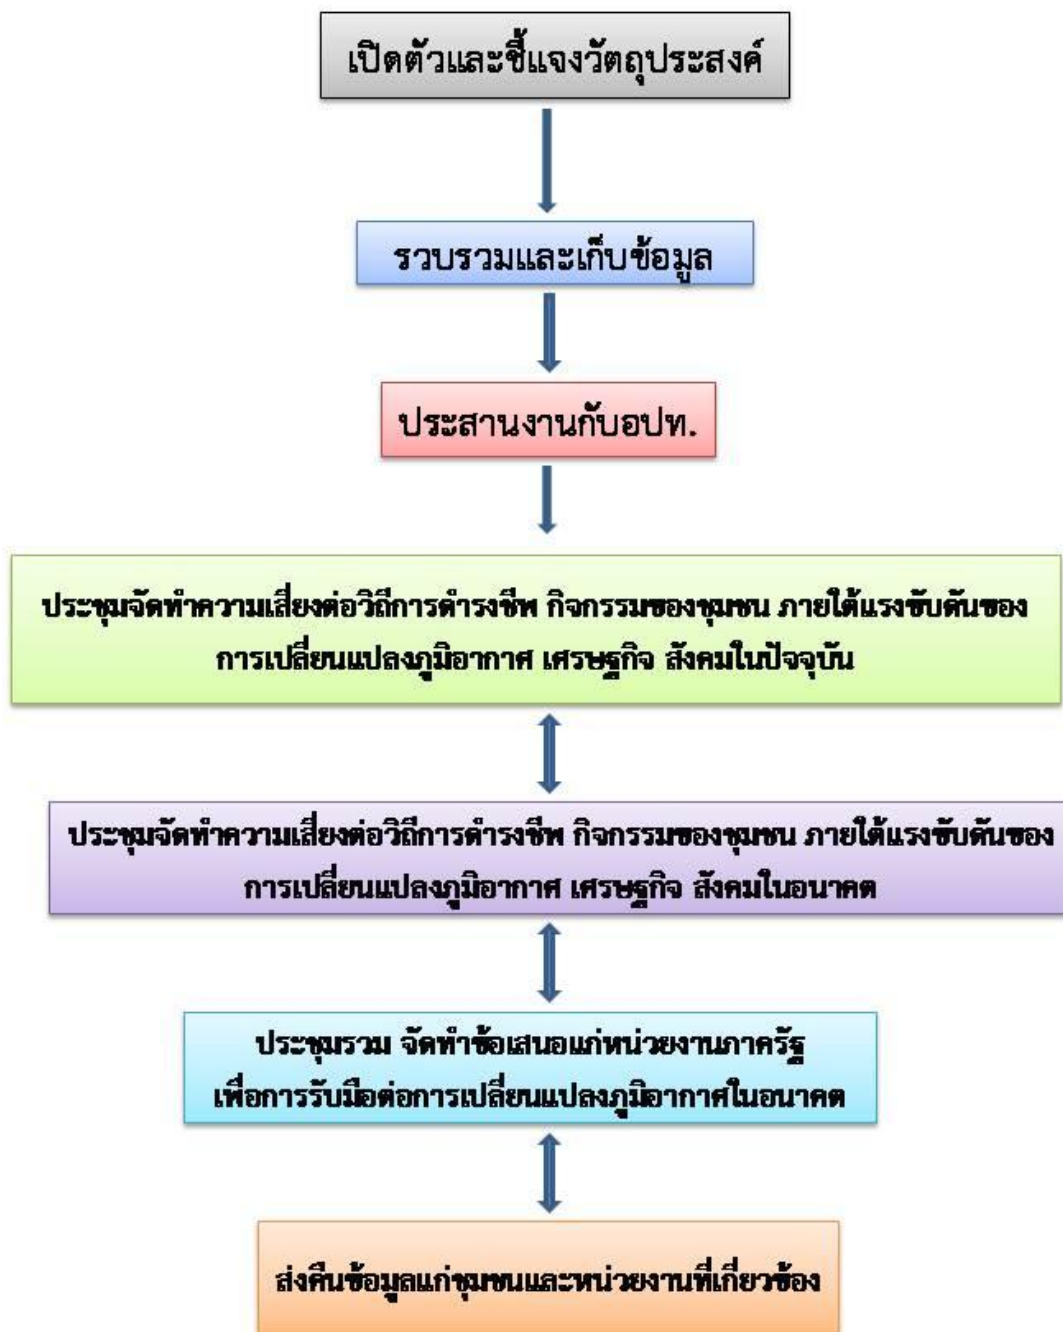 เปิดตัวและชี้แจงวัตถุประสงค์
รวบรวมและเก็บข้อมูล
ประสานงานกับอปท.
ประชุมจัดทำความเสี่ยงต่อวิถีการดำรงชีพ กิจกรรมของชุมชน ภายใต้แรงขับดันของ
การเปลี่ยนแปลงภูมิอากาศ เศรษฐกิจ สังคมในปัจจุบัน
ประชุมจัดทำความเสี่ยงต่อวิถีการดำรงชีพ กิจกรรมของชุมชน ภายใต้แรงขับดันของ
การเปลี่ยนแปลงภูมิอากาศ เศรษฐกิจ สังคมในอนาคต
ประชุมรวม จัดทำข้อเสนอแก่หน่วยงานภาครัฐ
เพื่อการรับมือต่อการเปลี่ยนแปลงภูมิอากาศในอนาคต
ส่งคืนข้อมูลแก่ชุมชนและหน่วยงานที่เกี่ยวข้อง